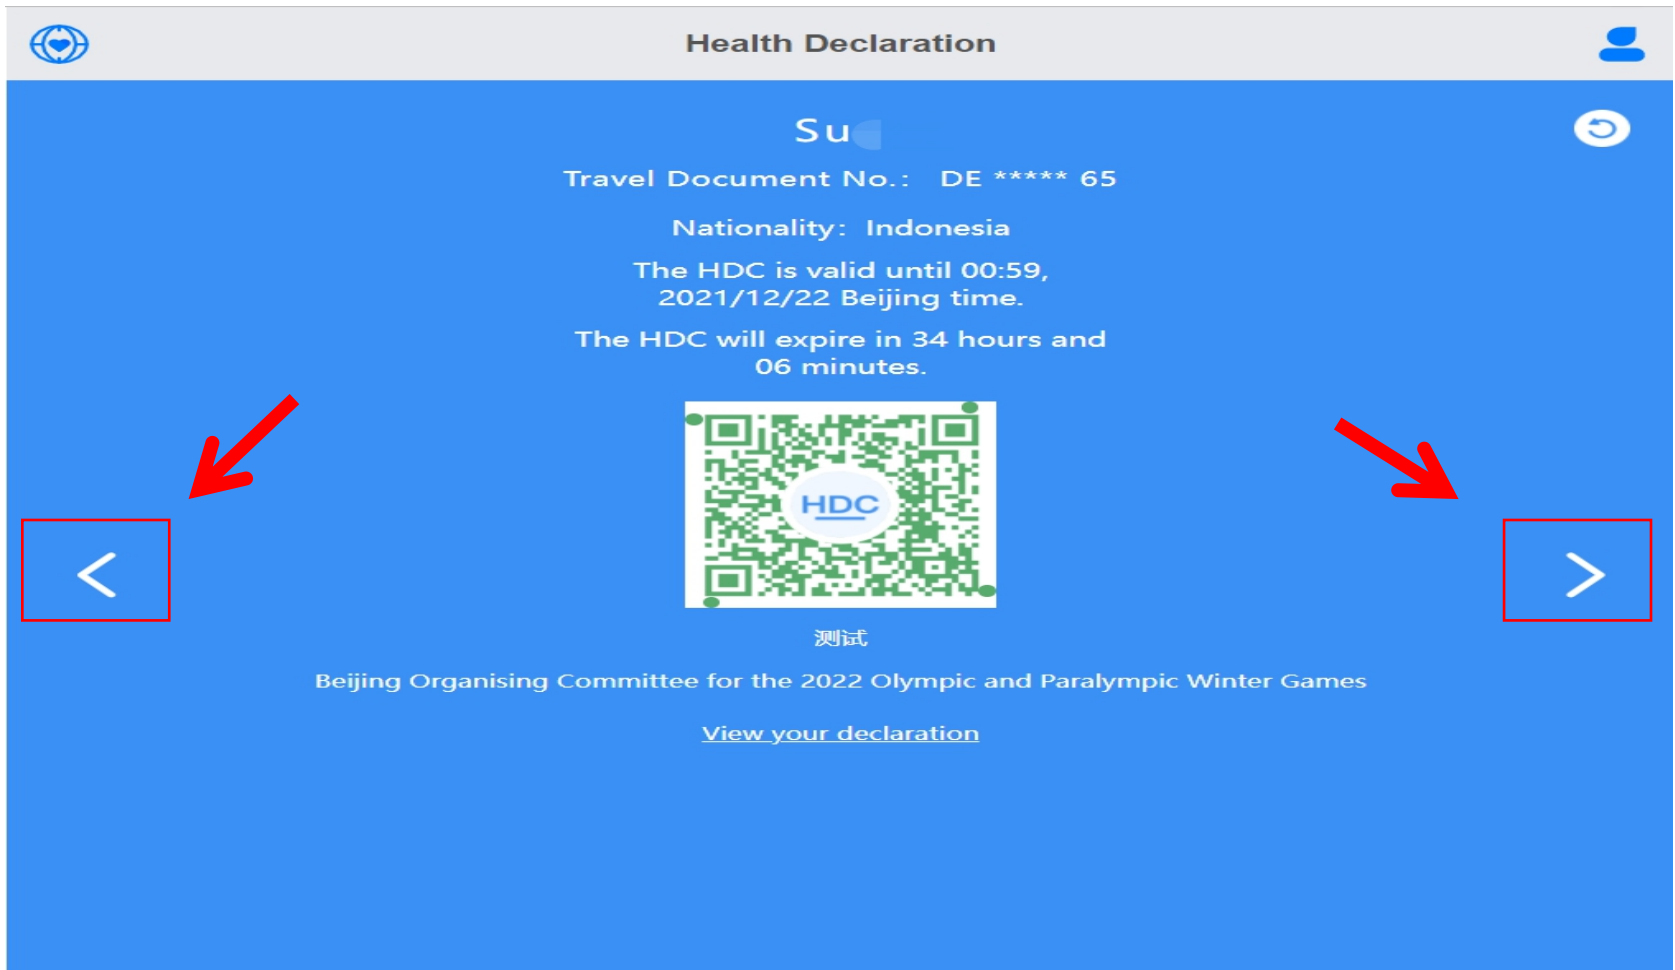 Health Declaration
Su
Travel Document No.: DE ***** 65
Nationality: Indonesia
The HDC is valid until 00:59,
2021/12/22 Beijing time.
The HDC will expire in 34 hours and
06 minutes.
HDC
测试
Beijing Organising Committee for the 2022 Olympic and Paralympic Winter Games
View your declaration